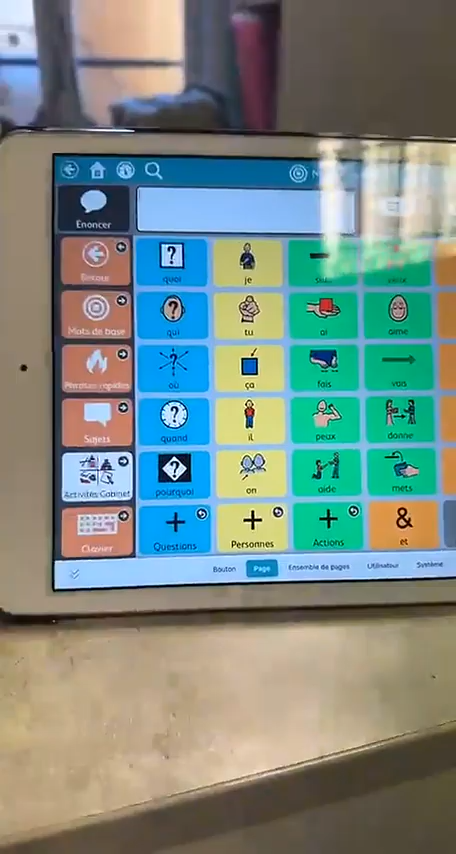 Énoncer
quoi je
Mots de base qui tu ai aime
Phrases rapides où ça fais vais
Sujets quand il peux donne
Activités Cabinet pourquoi on aide mets
Clavier Questions Personnes Actions & et
Bouton Page Ensemble de pages Utilisateur Système